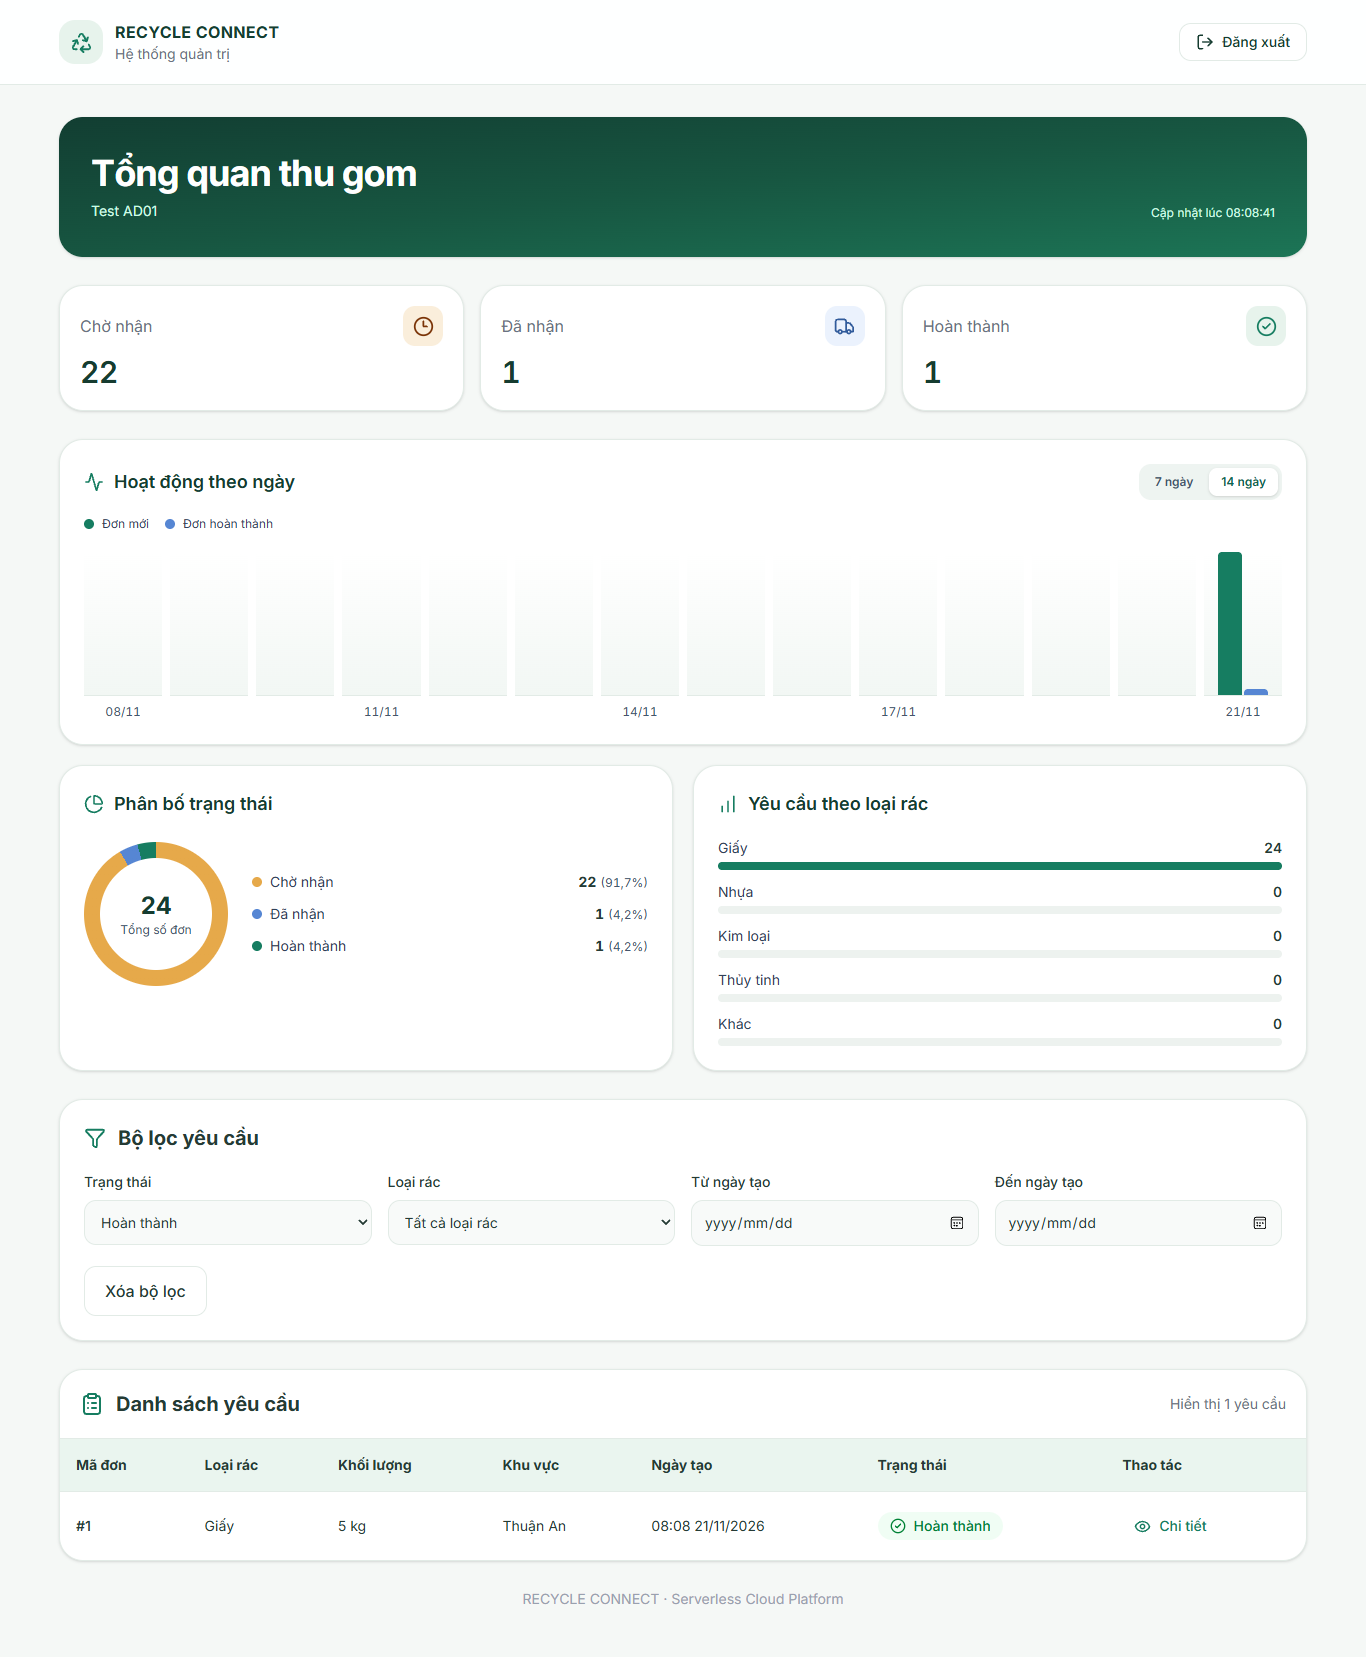 RECYCLE CONNECT
Hệ thống quản trị
Đăng xuất
Tổng quan thu gom
Test AD01
Cập nhật lúc 08:08:41
Chờ nhận
22
Đã nhận
1
Hoàn thành
1
Hoạt động theo ngày
7 ngày
14 ngày
Đơn mới
Đơn hoàn thành
08/11
11/11
14/11
17/11
21/11
Phân bố trạng thái
24
Tổng số đơn
Chờ nhận
22 (91,7%)
Đã nhận
1 (4,2%)
Hoàn thành
1 (4,2%)
Yêu cầu theo loại rác
Giấy
24
Nhựa
0
Kim loại
0
Thủy tinh
0
Khác
0
Bộ lọc yêu cầu
Trạng thái
Hoàn thành
Loại rác
Tất cả loại rác
Từ ngày tạo
yyyy/mm/dd
Đến ngày tạo
yyyy/mm/dd
Xóa bộ lọc
Danh sách yêu cầu
Hiển thị 1 yêu cầu
Mã đơn Loại rác Khối lượng Khu vực Ngày tạo Trạng thái Thao tác
#1 Giấy 5 kg Thuận An 08:08 21/11/2026 Hoàn thành Chi tiết
RECYCLE CONNECT · Serverless Cloud Platform